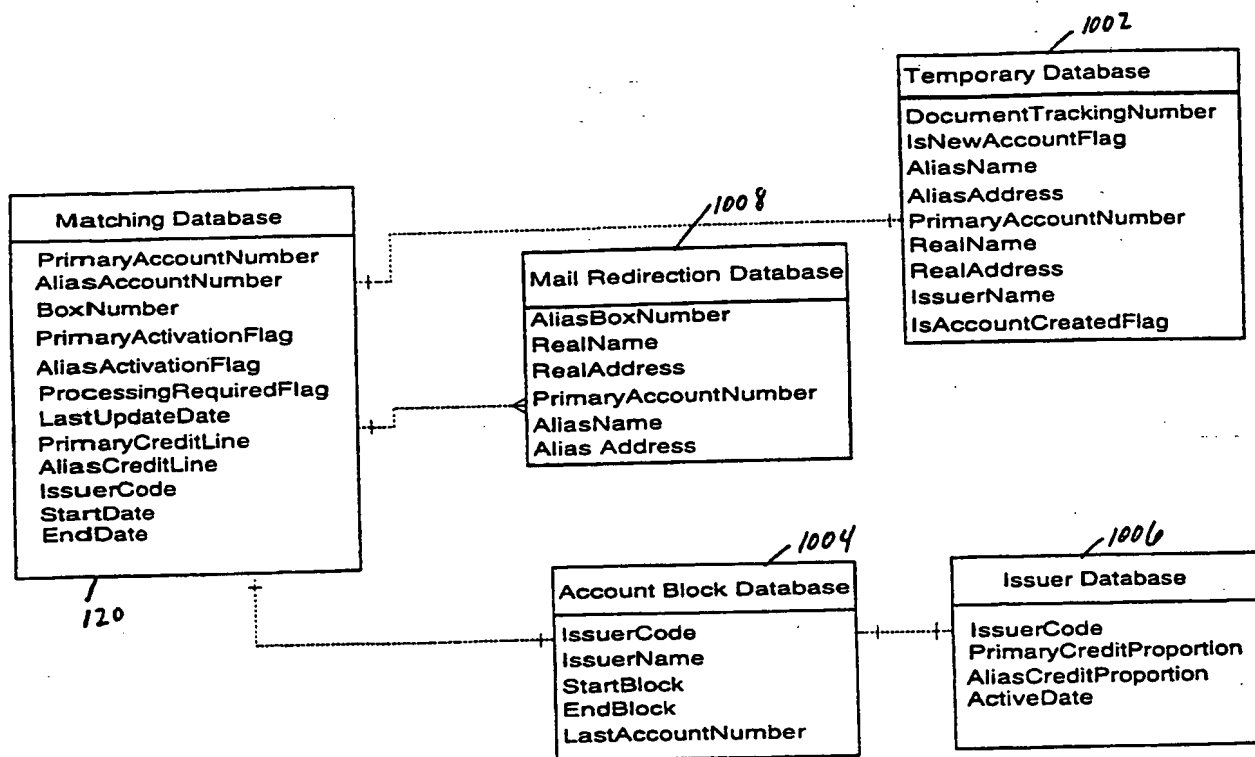 1002
Temporary Database
DocumentTrackingNumber
IsNewAccountFlag
AliasName
AliasAddress
PrimaryAccountNumber
RealName
RealAddress
IssuerName
IsAccountCreatedFlag
Matching Database
PrimaryAccountNumber
AliasAccountNumber
BoxNumber
PrimaryActivationFlag
AliasActivationFlag
ProcessingRequiredFlag
LastUpdateDate
PrimaryCreditLine
AliasCreditLine
IssuerCode
StartDate
EndDate
120
1008
Mail Redirection Database
AliasBoxNumber
RealName
RealAddress
PrimaryAccountNumber
AliasName
Alias Address
1004
Account Block Database
IssuerCode
IssuerName
StartBlock
EndBlock
LastAccountNumber
1006
Issuer Database
IssuerCode
PrimaryCreditProportion
AliasCreditProportion
ActiveDate